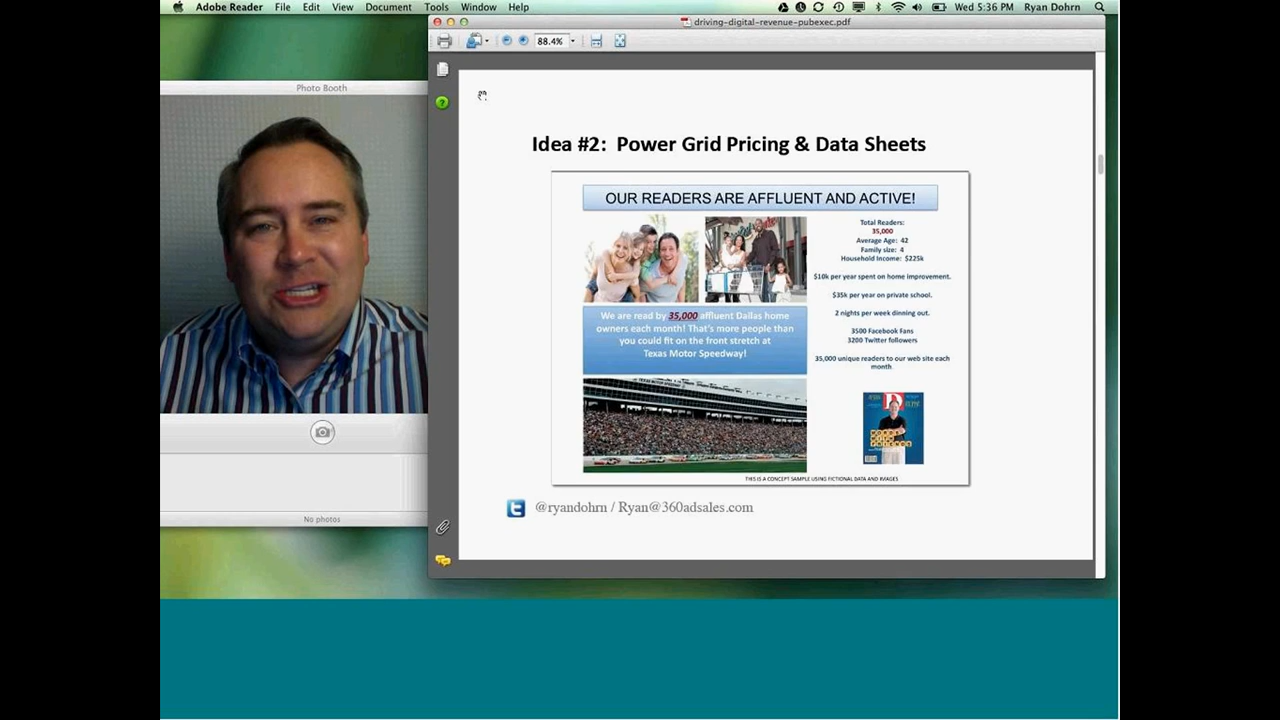 Adobe Reader File Edit View Document Tools Window Help
Wed 5:36 PM Ryan Dohrn
driving-digital-revenue-pubexec.pdf
88.4%
Photo Booth
No photos
Idea #2: Power Grid Pricing & Data Sheets
OUR READERS ARE AFFLUENT AND ACTIVE!
We are read by 35,000 affluent Dallas home
owners each month! That's more people than
you could fit on the front stretch at
Texas Motor Speedway!
Total Readers:
35,000
Average Age: 42
Family size: 4
Household Income: $225k
$10k per year spent on home improvement.
$35k per year on private school.
2 nights per week dinning out.
3500 Facebook Fans
3200 Twitter followers
35,000 unique readers to our web site each
month
D
THIS IS A CONCEPT SAMPLE USING FICTIONAL DATA AND IMAGES
@ryandohrn / Ryan@360adsales.com